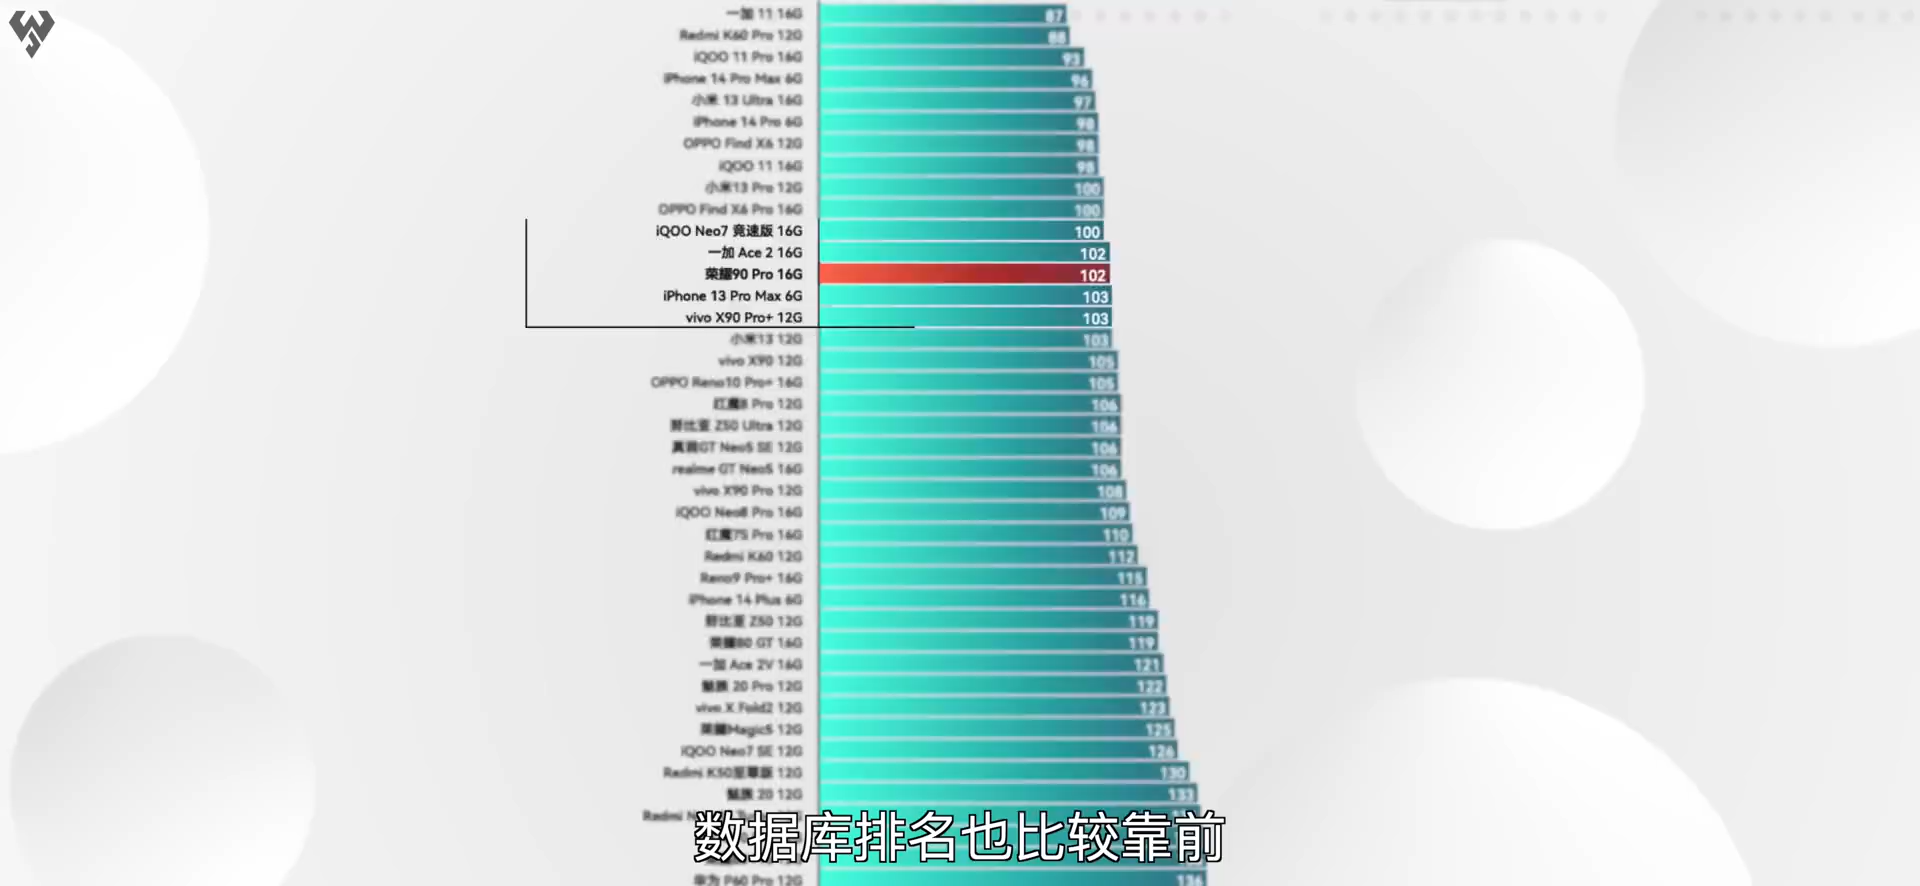 一加 11 16G 87
Redmi K60 Pro 12G 88
iQOO 11 Pro 16G 93
iPhone 14 Pro Max 6G 96
小米 13 Ultra 16G 97
iPhone 14 Pro 6G 98
OPPO Find X6 12G 98
iQOO 11 16G 98
小米13 Pro 12G 100
OPPO Find X6 Pro 16G 100
iQOO Neo7 竞速版 16G 100
一加 Ace 2 16G 102
荣耀90 Pro 16G 102
iPhone 13 Pro Max 6G 103
vivo X90 Pro+ 12G 103
小米13 12G 103
vivo X90 12G 105
OPPO Reno10 Pro+ 16G 105
红魔8 Pro 12G 106
努比亚 Z50 Ultra 12G 106
真我GT Neo5 SE 12G 106
realme GT Neo5 16G 106
vivo X90 Pro 12G 108
iQOO Neo8 Pro 16G 109
红魔7S Pro 16G 110
Redmi K60 12G 112
Reno9 Pro+ 16G 115
iPhone 14 Plus 6G 116
努比亚 Z50 12G 119
荣耀80 GT 16G 119
一加 Ace 2V 16G 121
魅族 20 Pro 12G 122
vivo X Fold2 12G 123
荣耀Magic5 12G 125
iQOO Neo7 SE 12G 126
Redmi K50至尊版 12G 130
魅族 20 12G 133
Redmi
数据库排名也比较靠前
华为 P60 Pro 12G 136